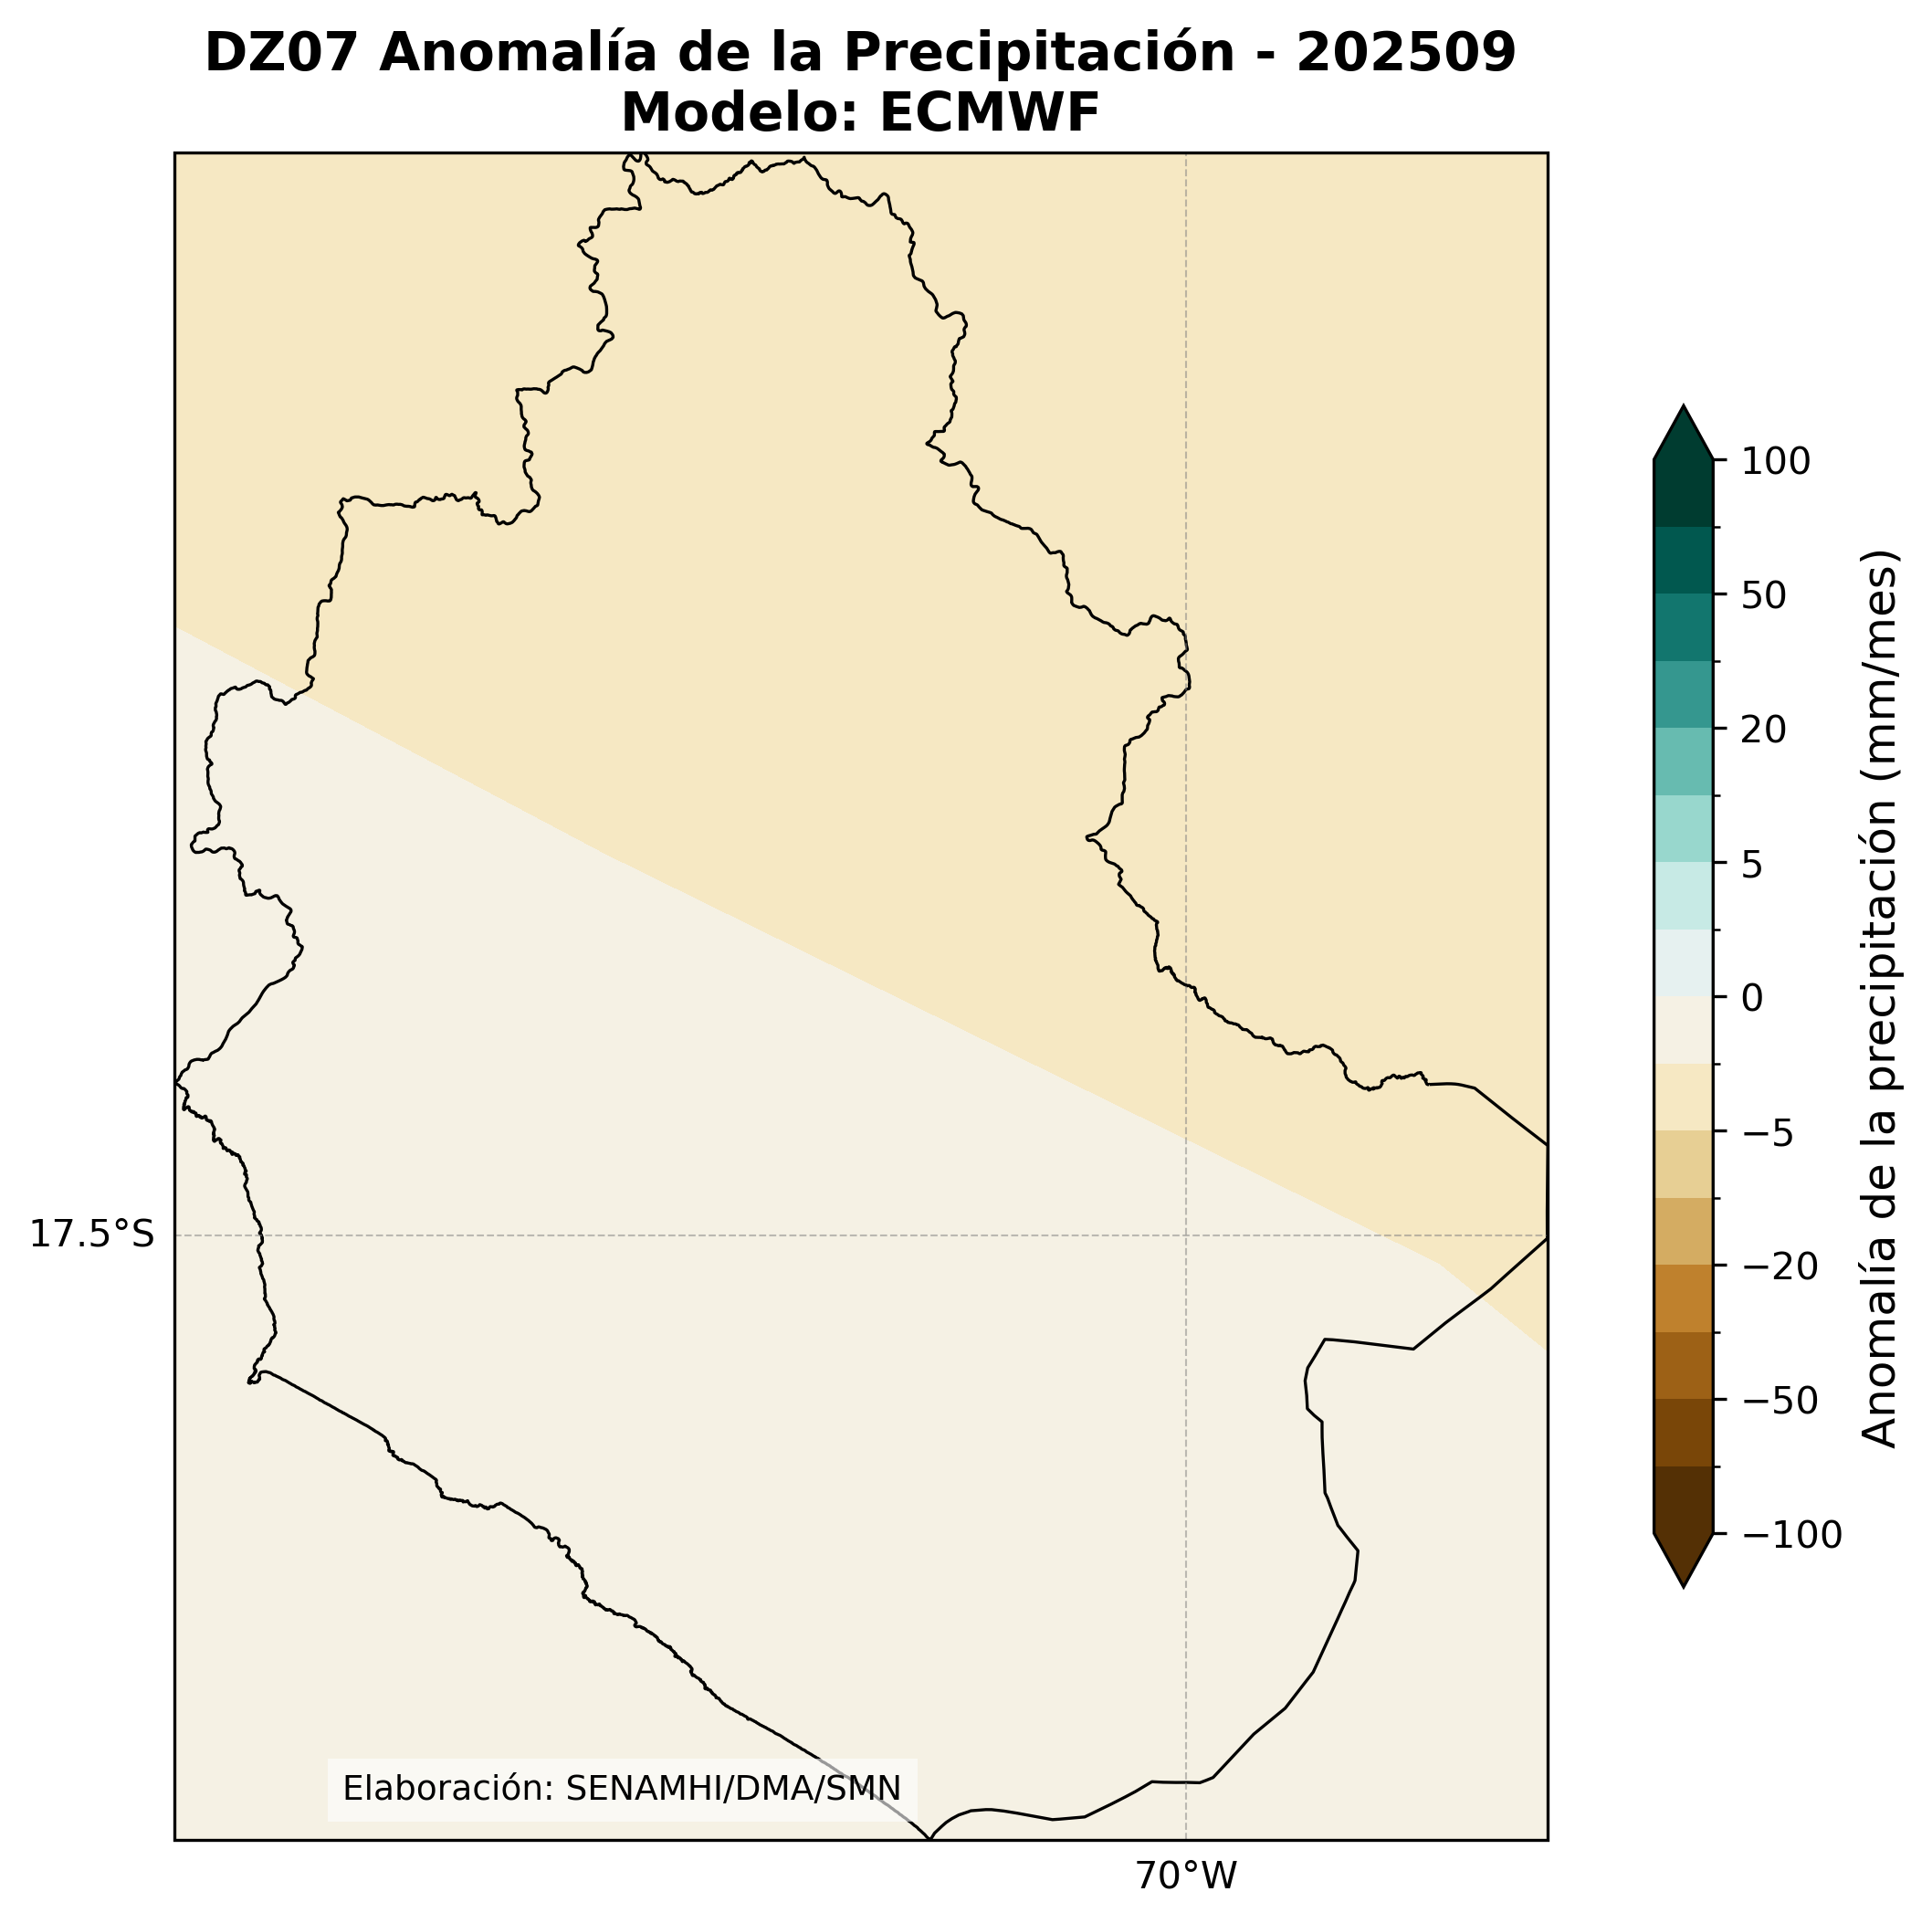 DZ07 Anomalía de la Precipitación - 202509
Modelo: ECMWF
100
50
20
5
0
−5
−20
−50
−100
Anomalía de la precipitación (mm/mes)
17.5°S
70°W
Elaboración: SENAMHI/DMA/SMN